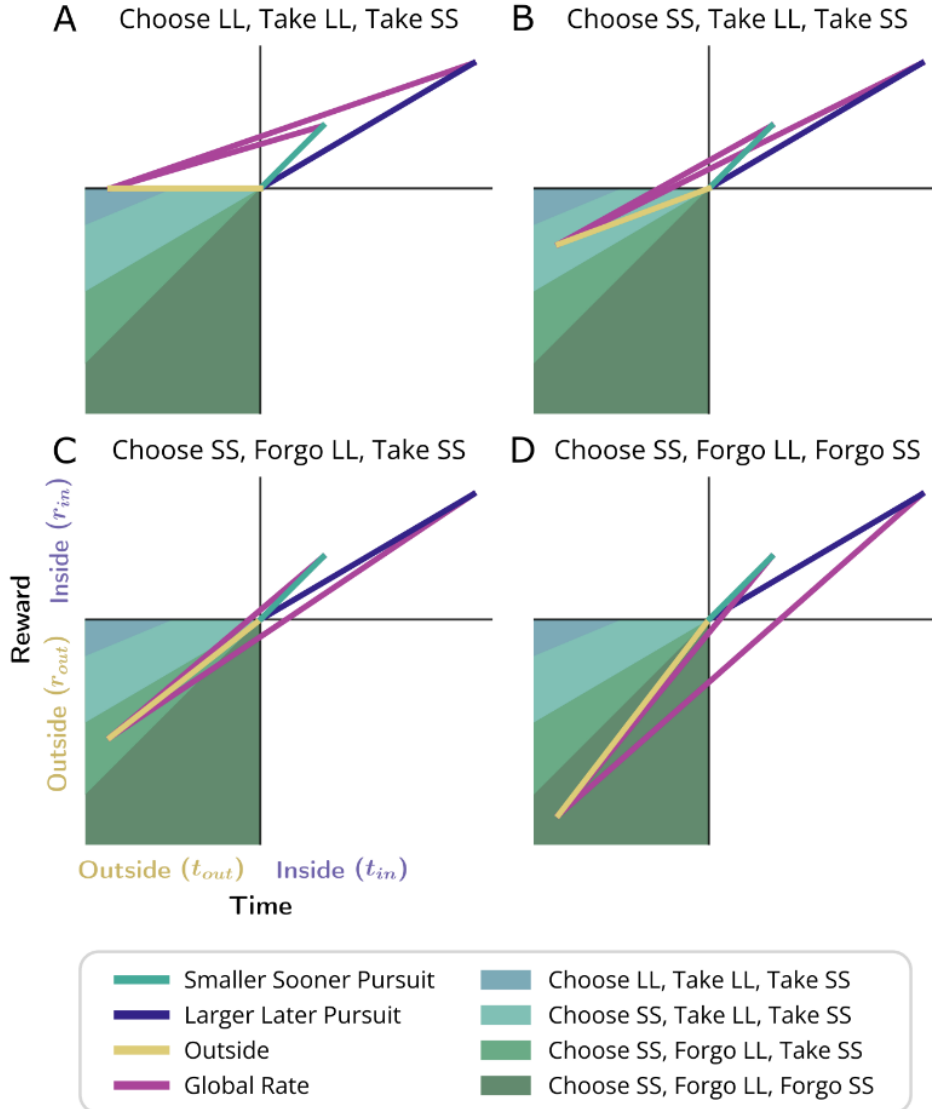 A Choose LL, Take LL, Take SS
B Choose SS, Take LL, Take SS
C Choose SS, Forgo LL, Take SS
D Choose SS, Forgo LL, Forgo SS
Reward
Inside (r_in)
Outside (r_out)
Outside (t_out)
Inside (t_in)
Time
Smaller Sooner Pursuit
Larger Later Pursuit
Outside
Global Rate
Choose LL, Take LL, Take SS
Choose SS, Take LL, Take SS
Choose SS, Forgo LL, Take SS
Choose SS, Forgo LL, Forgo SS